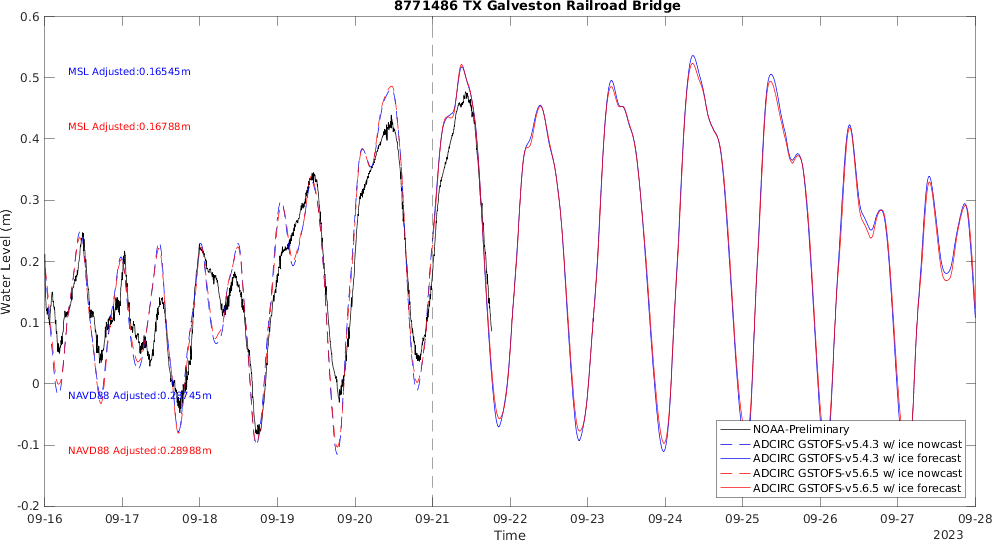 8771486 TX Galveston Railroad Bridge
Water Level (m)
0.6
0.5
0.4
0.3
0.2
0.1
0
-0.1
-0.2
MSL Adjusted:0.16545m
MSL Adjusted:0.16788m
NAVD88 Adjusted:0.28745m
NAVD88 Adjusted:0.28988m
NOAA-Preliminary
ADCIRC GSTOFS-v5.4.3 w/ ice nowcast
ADCIRC GSTOFS-v5.4.3 w/ ice forecast
ADCIRC GSTOFS-v5.6.5 w/ ice nowcast
ADCIRC GSTOFS-v5.6.5 w/ ice forecast
09-16 09-17 09-18 09-19 09-20 09-21 09-22 09-23 09-24 09-25 09-26 09-27 09-28
Time
2023